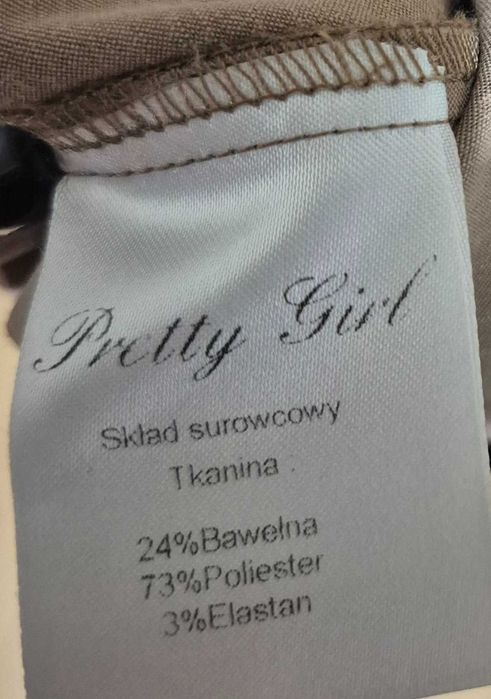 Pretty Girl
Skład surowcowy
Tkanina
24%Bawełna
73%Poliester
3%Elastan